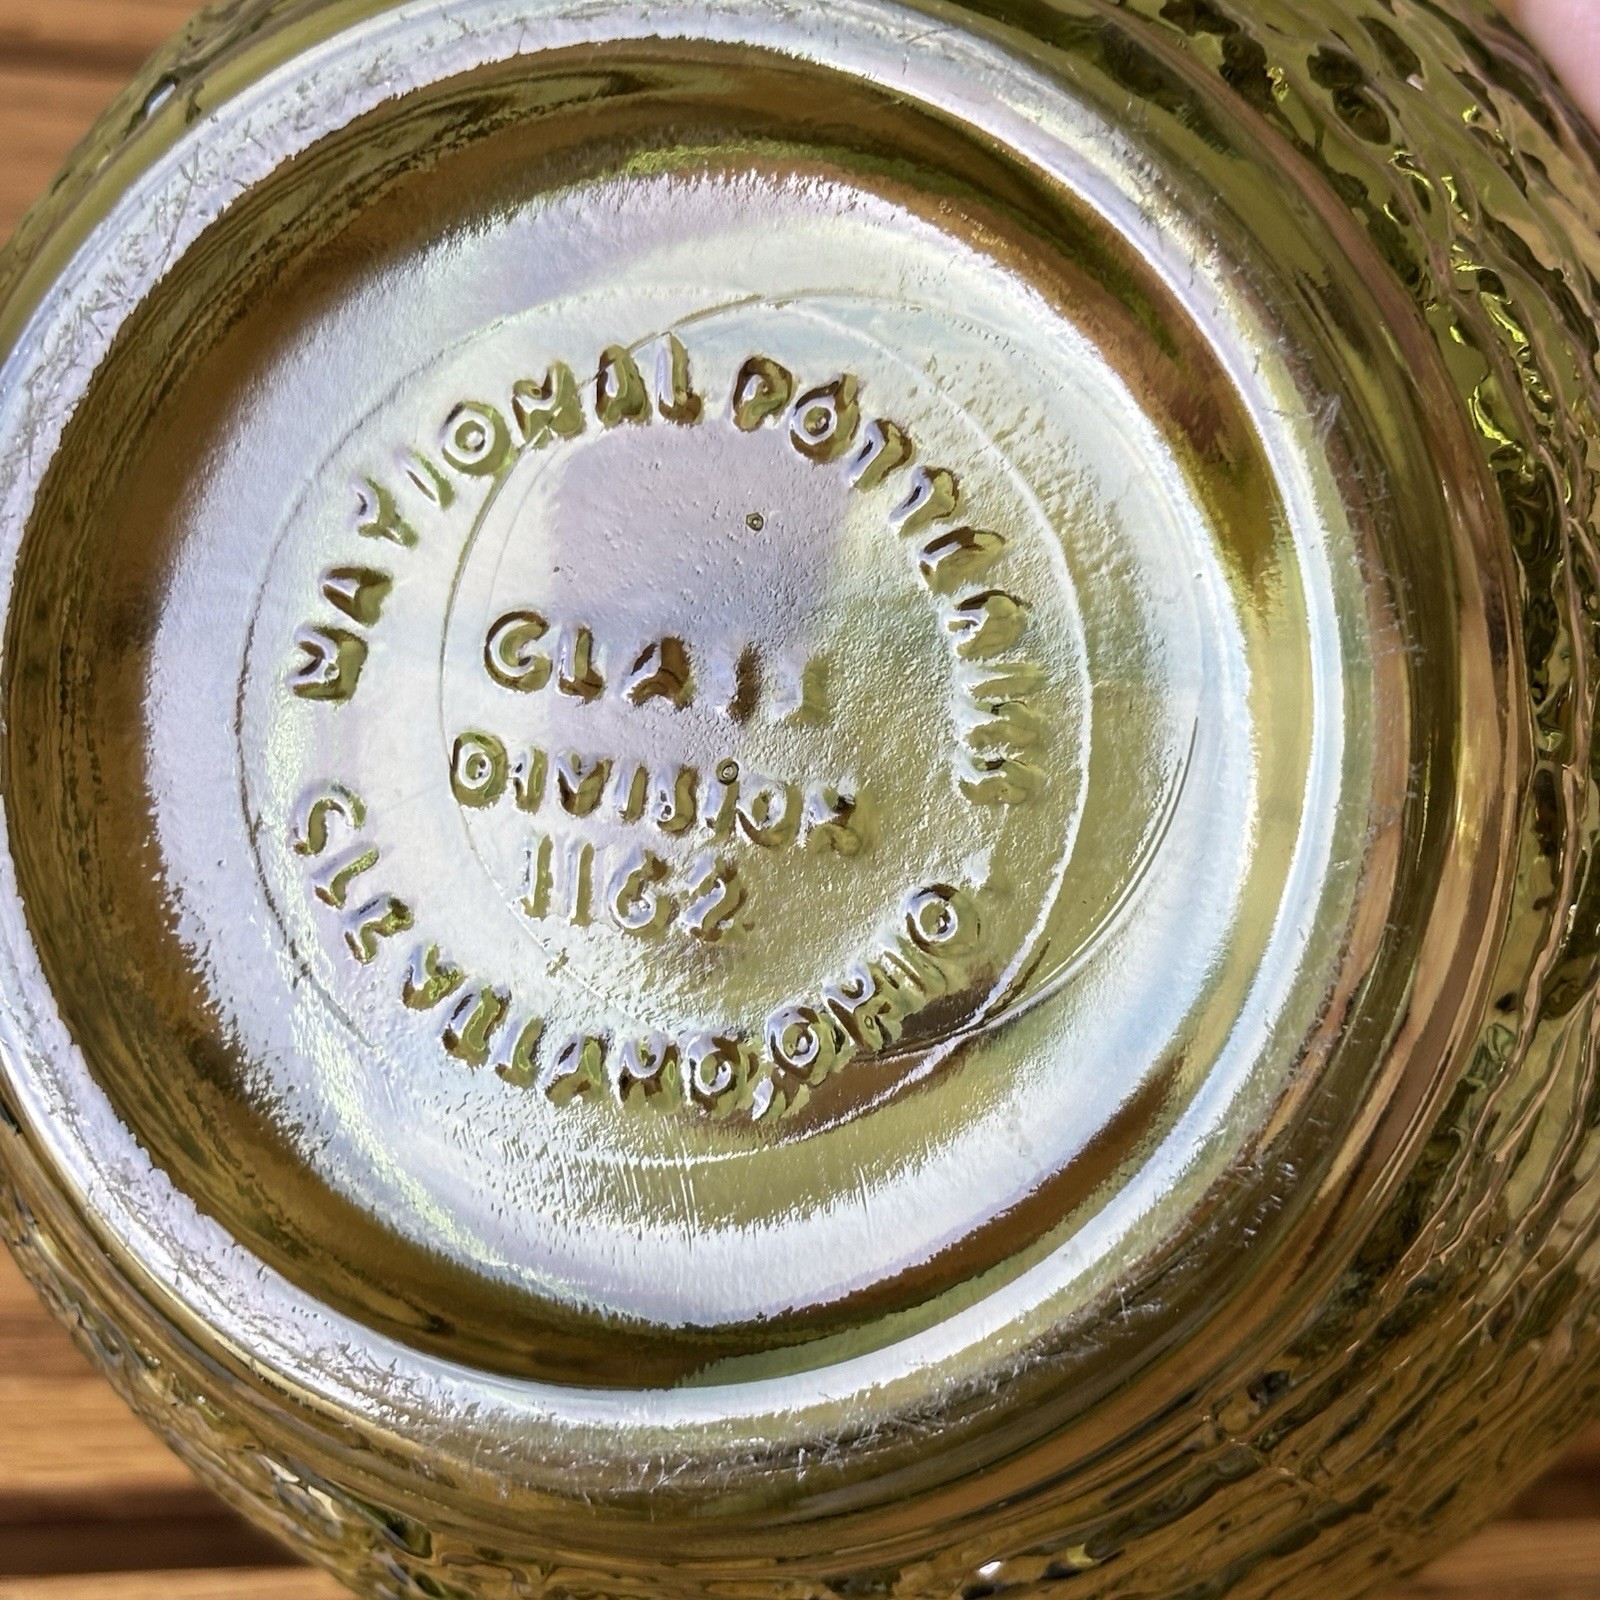 NATIONAL POTTERIES
GLASS
DIVISION
1162
CLEVELAND, OHIO